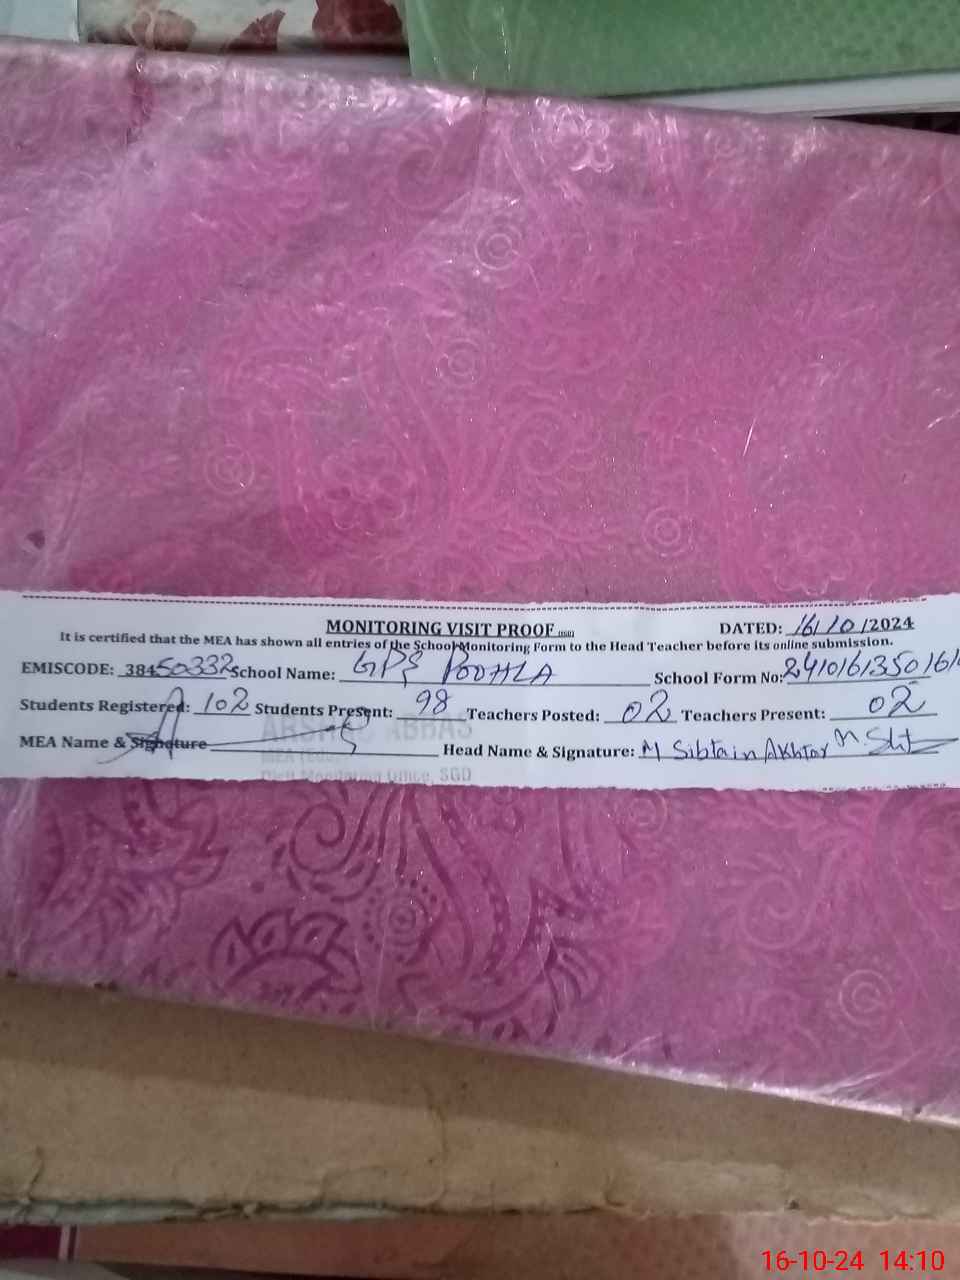 MONITORING VISIT PROOF DATED: 16/10/2024
It is certified that the MEA has shown all entries of the School Monitoring Form to the Head Teacher before its online submission.
EMISCODE: 38450332 School Name: GPS POOHLA School Form No: 2410161350161
Students Registered: 102 Students Present: 98 Teachers Posted: 02 Teachers Present: 02
MEA Name & Signature ABBAS Head Name & Signature: M Sibtain Akhtar
Monitoring Office, SGD
16-10-24 14:10